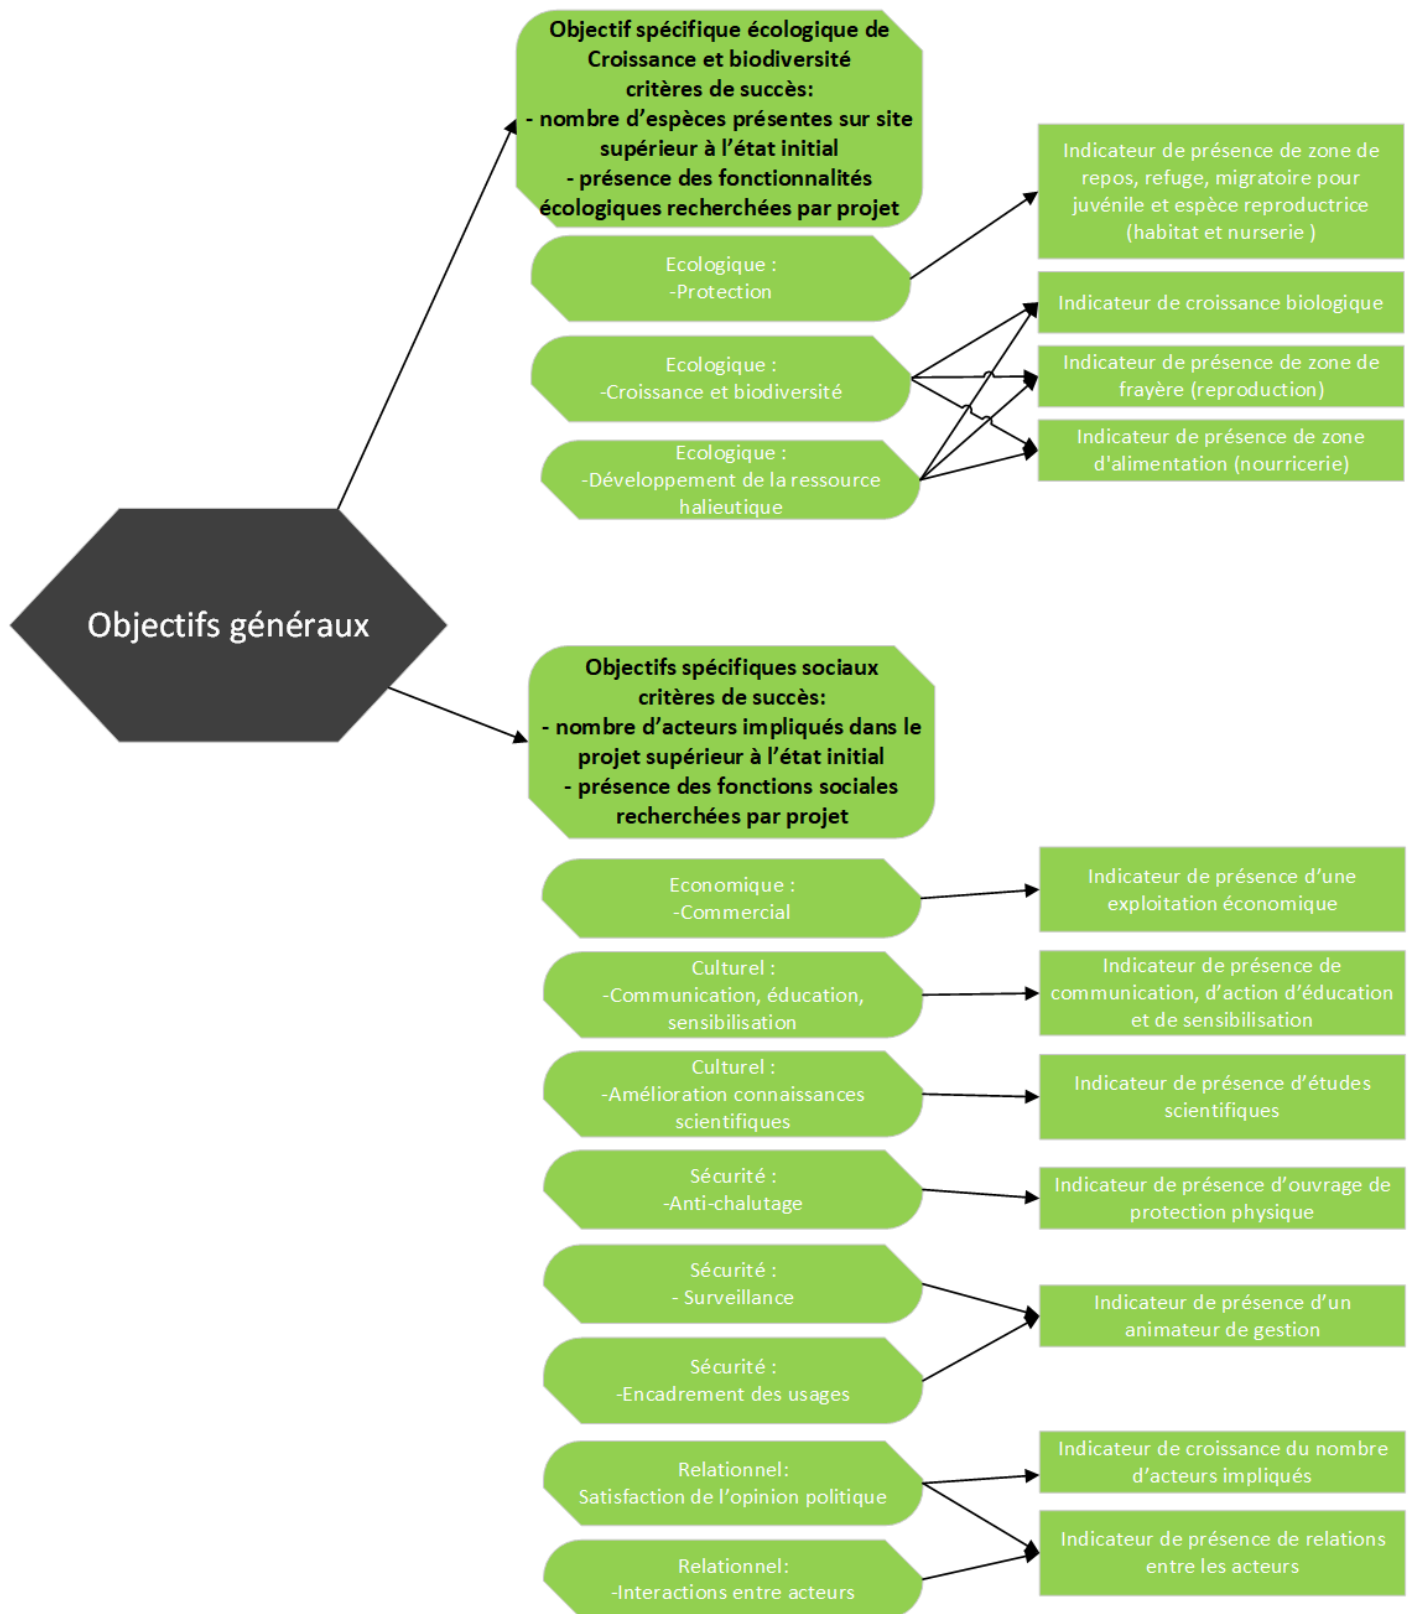 Objectif spécifique écologique de
Croissance et biodiversité
critères de succès:
- nombre d'espèces présentes sur site
supérieur à l'état initial
- présence des fonctionnalités
écologiques recherchées par projet
Ecologique :
-Protection
Ecologique :
-Croissance et biodiversité
Ecologique :
-Développement de la ressource
halieutique
Indicateur de présence de zone de
repos, refuge, migratoire pour
juvénile et espèce reproductrice
(habitat et nurserie )
Indicateur de croissance biologique
Indicateur de présence de zone de
frayère (reproduction)
Indicateur de présence de zone
d'alimentation (nourricerie)
Objectifs généraux
Objectifs spécifiques sociaux
critères de succès:
- nombre d'acteurs impliqués dans le
projet supérieur à l'état initial
- présence des fonctions sociales
recherchées par projet
Economique :
-Commercial
Indicateur de présence d'une
exploitation économique
Culturel :
-Communication, éducation,
sensibilisation
Indicateur de présence de
communication, d'action d'éducation
et de sensibilisation
Culturel :
-Amélioration connaissances
scientifiques
Indicateur de présence d'études
scientifiques
Sécurité :
-Anti-chalutage
Indicateur de présence d'ouvrage de
protection physique
Sécurité :
- Surveillance
Sécurité :
-Encadrement des usages
Indicateur de présence d'un
animateur de gestion
Relationnel:
Satisfaction de l'opinion politique
Relationnel:
-Interactions entre acteurs
Indicateur de croissance du nombre
d'acteurs impliqués
Indicateur de présence de relations
entre les acteurs